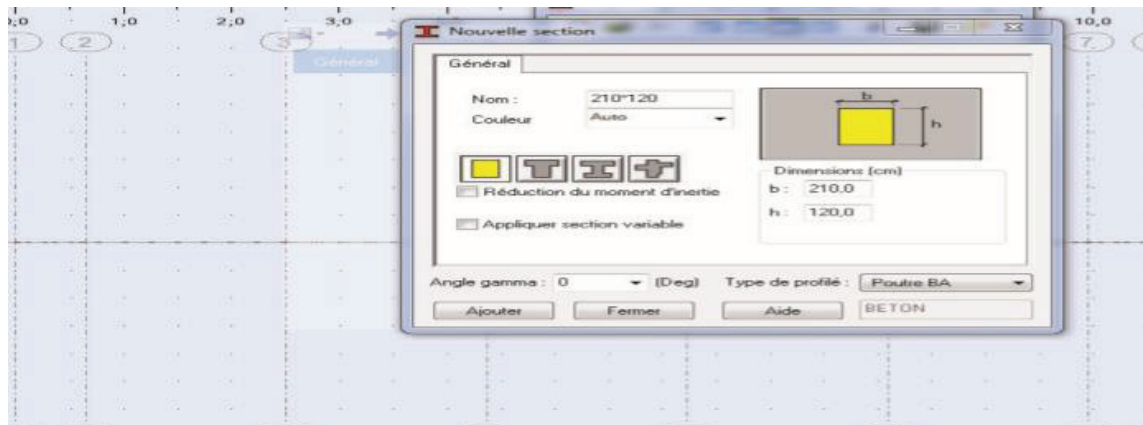 0,0 1,0 2,0 3,0 10,0
1 2 3 7
Nouvelle section
Général
Général
Nom : 210*120
Couleur Auto
b
h
Réduction du moment d'inertie
Appliquer section variable
Dimensions (cm)
b : 210,0
h : 120,0
Angle gamma : 0 (Deg) Type de profilé : Poutre BA
Ajouter Fermer Aide BETON